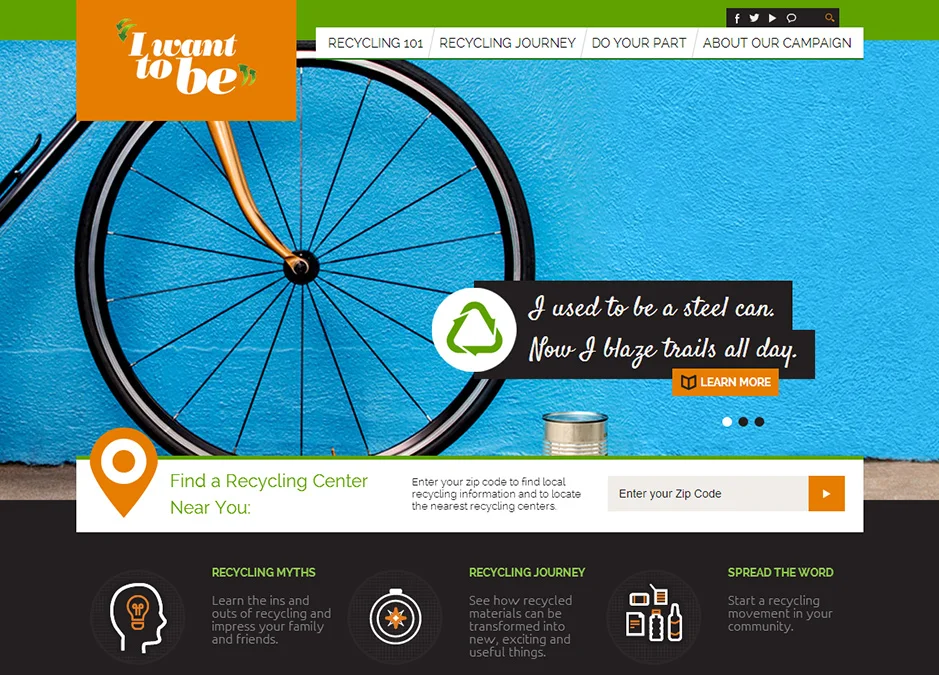 I want
to be
RECYCLING 101
RECYCLING JOURNEY
DO YOUR PART
ABOUT OUR CAMPAIGN
I used to be a steel can.
Now I blaze trails all day.
LEARN MORE
Find a Recycling Center
Near You:
Enter your zip code to find local
recycling information and to locate
the nearest recycling centers.
Enter your Zip Code
RECYCLING MYTHS
Learn the ins and
outs of recycling and
impress your family
and friends.
RECYCLING JOURNEY
See how recycled
materials can be
transformed into
new, exciting and
useful things.
SPREAD THE WORD
Start a recycling
movement in your
community.